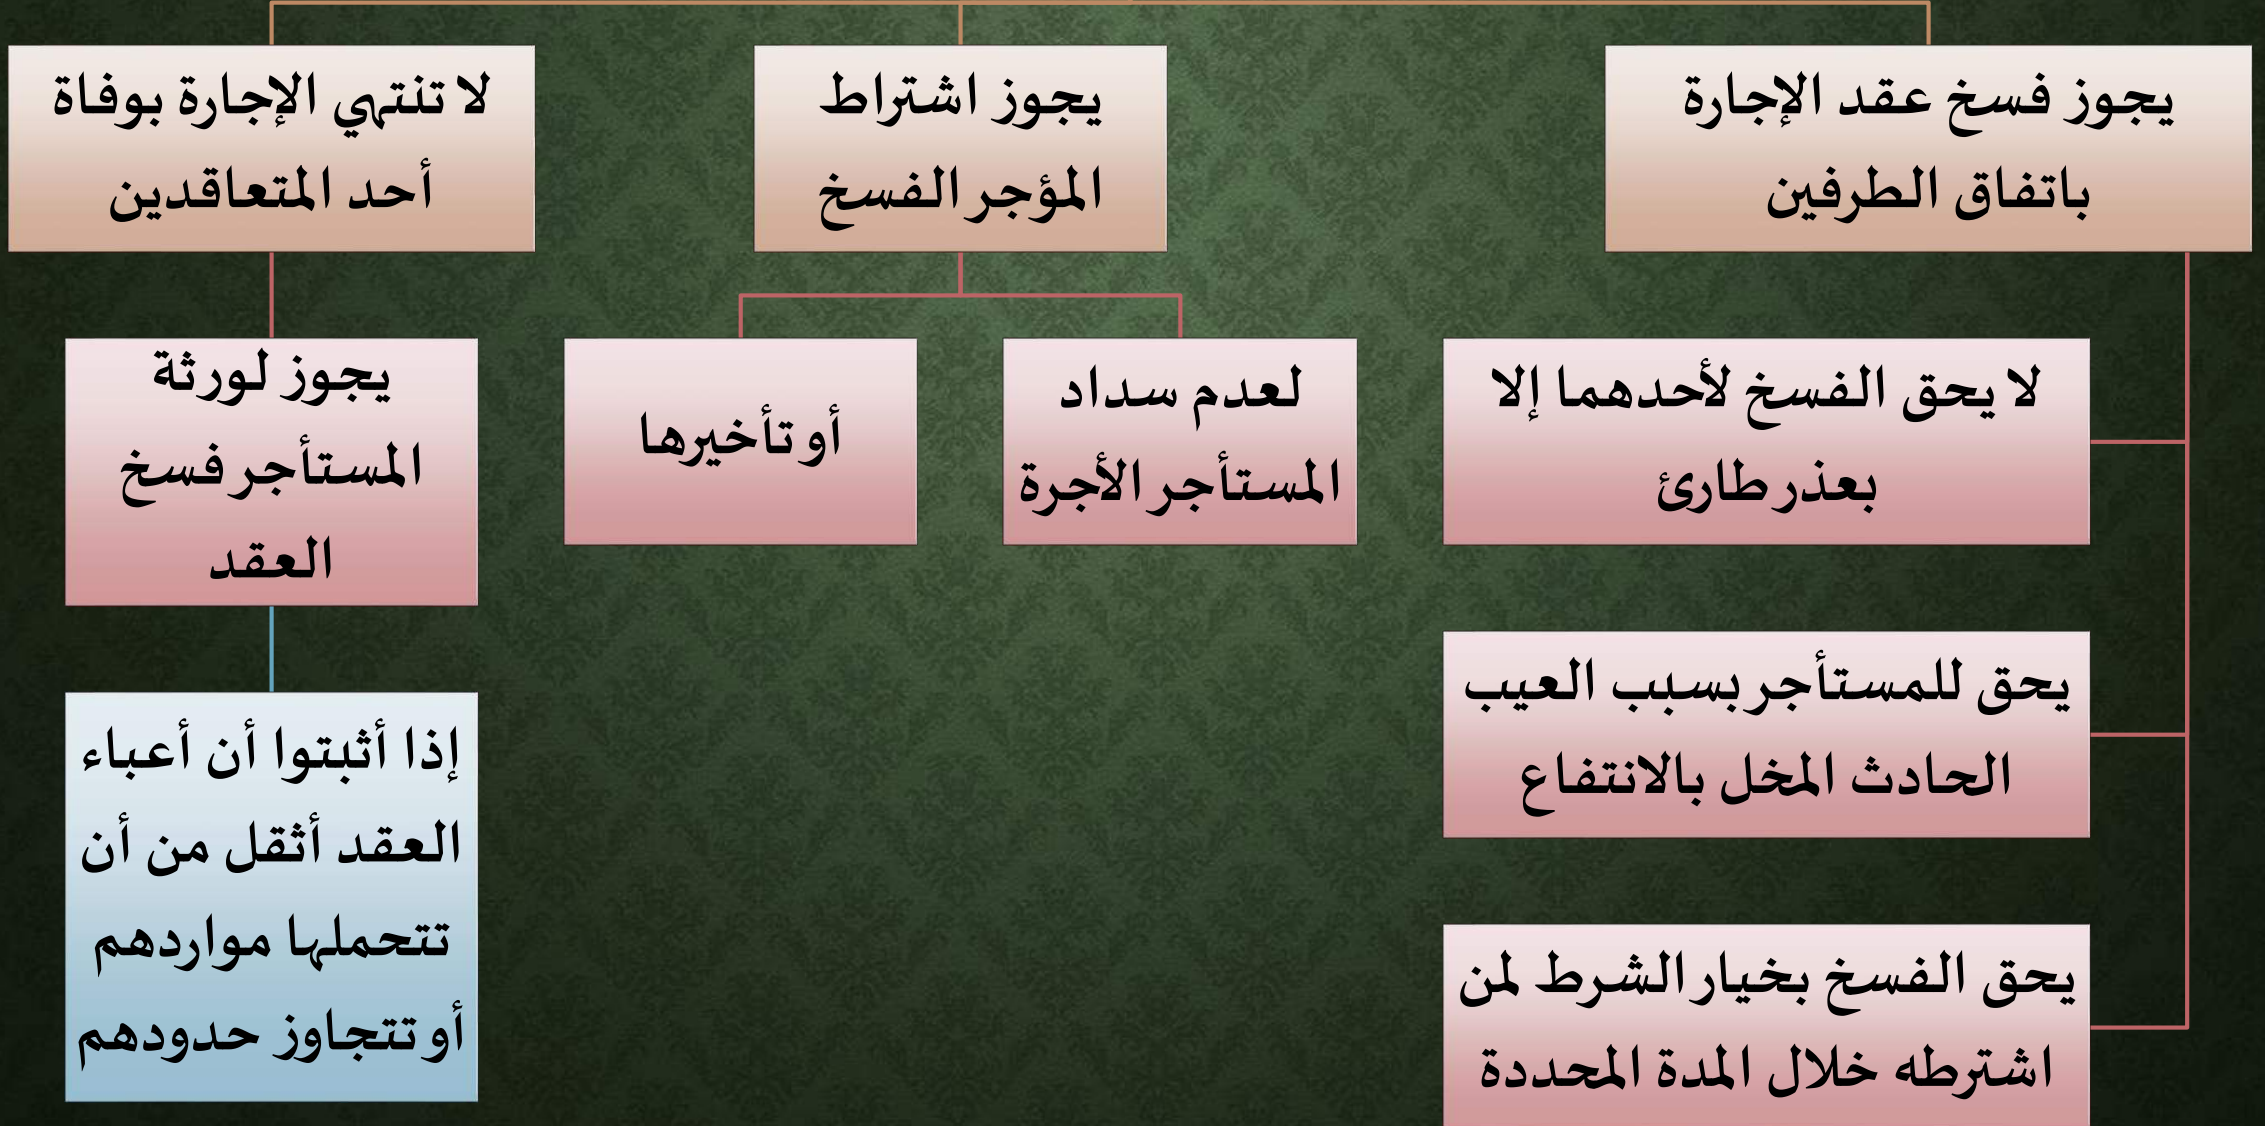 يجوز فسخ عقد الإجارة
باتفاق الطرفين
لا يحق الفسخ لأحدهما إلا
بعذر طارئ
يحق للمستأجر بسبب العيب
الحادث المخل بالانتفاع
يحق الفسخ بخيار الشرط لمن
اشترطه خلال المدة المحددة
يجوز اشتراط
المؤجر الفسخ
لعدم سداد
المستأجر الأجرة
أو تأخيرها
لا تنتهي الإجارة بوفاة
أحد المتعاقدين
يجوز لورثة
المستأجر فسخ
العقد
إذا أثبتوا أن أعباء
العقد أثقل من أن
تتحملها مواردهم
أو تتجاوز حدودهم